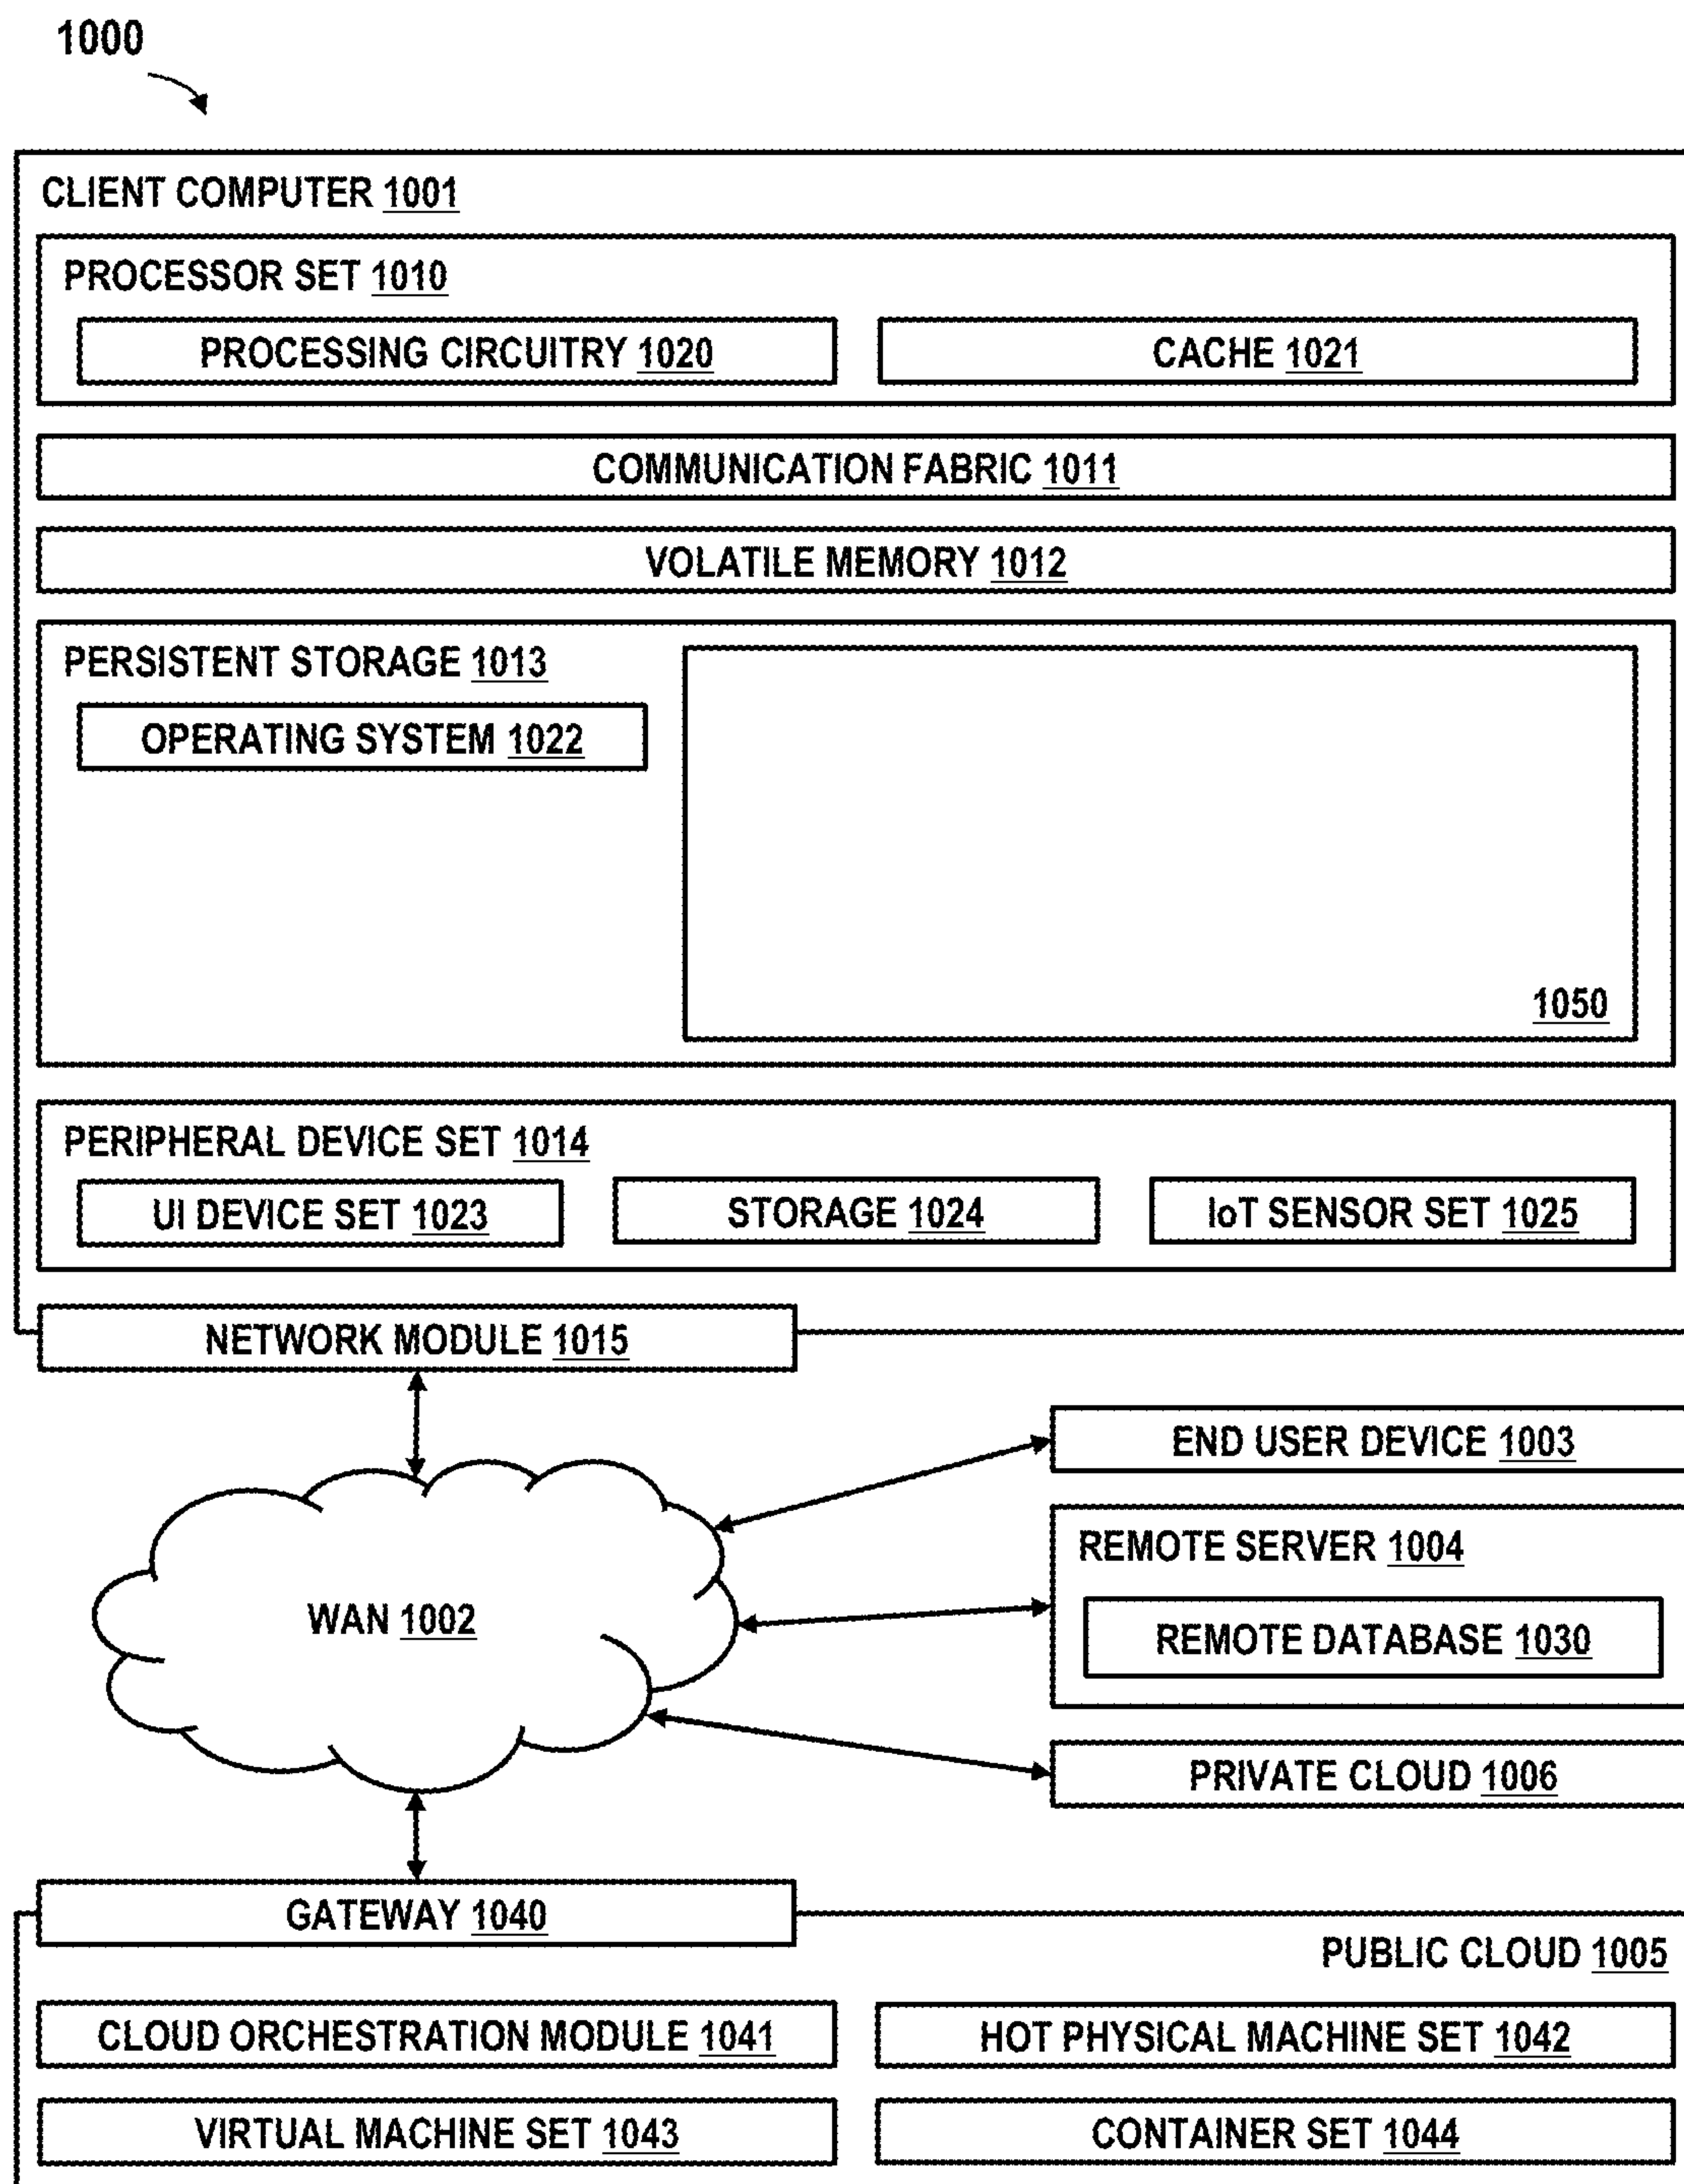 1000
CLIENT COMPUTER 1001
PROCESSOR SET 1010
PROCESSING CIRCUITRY 1020
CACHE 1021
COMMUNICATION FABRIC 1011
VOLATILE MEMORY 1012
PERSISTENT STORAGE 1013
OPERATING SYSTEM 1022
1050
PERIPHERAL DEVICE SET 1014
UI DEVICE SET 1023
STORAGE 1024
IoT SENSOR SET 1025
NETWORK MODULE 1015
END USER DEVICE 1003
REMOTE SERVER 1004
WAN 1002
REMOTE DATABASE 1030
PRIVATE CLOUD 1006
GATEWAY 1040
PUBLIC CLOUD 1005
CLOUD ORCHESTRATION MODULE 1041
HOT PHYSICAL MACHINE SET 1042
VIRTUAL MACHINE SET 1043
CONTAINER SET 1044